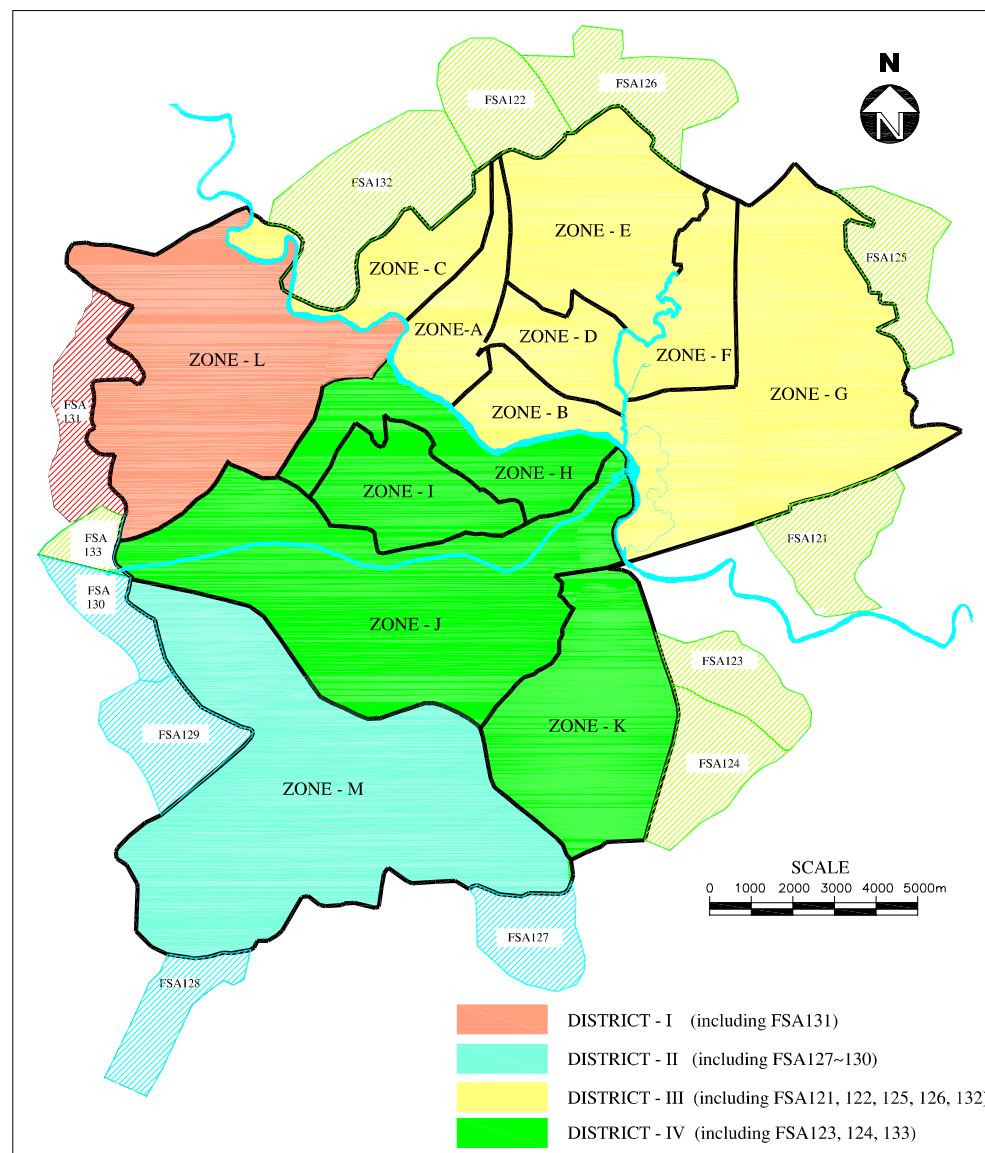 N
N
FSA122
FSA126
FSA132
FSA125
ZONE - E
ZONE - C
ZONE-A
ZONE - D
ZONE - F
ZONE - L
ZONE - G
FSA
131
ZONE - B
ZONE - H
ZONE - I
FSA
133
FSA121
FSA
130
ZONE - J
FSA123
ZONE - K
FSA129
FSA124
ZONE - M
SCALE
0 1000 2000 3000 4000 5000m
FSA127
FSA128
DISTRICT - I (including FSA131)
DISTRICT - II (including FSA127~130)
DISTRICT - III (including FSA121, 122, 125, 126, 132)
DISTRICT - IV (including FSA123, 124, 133)